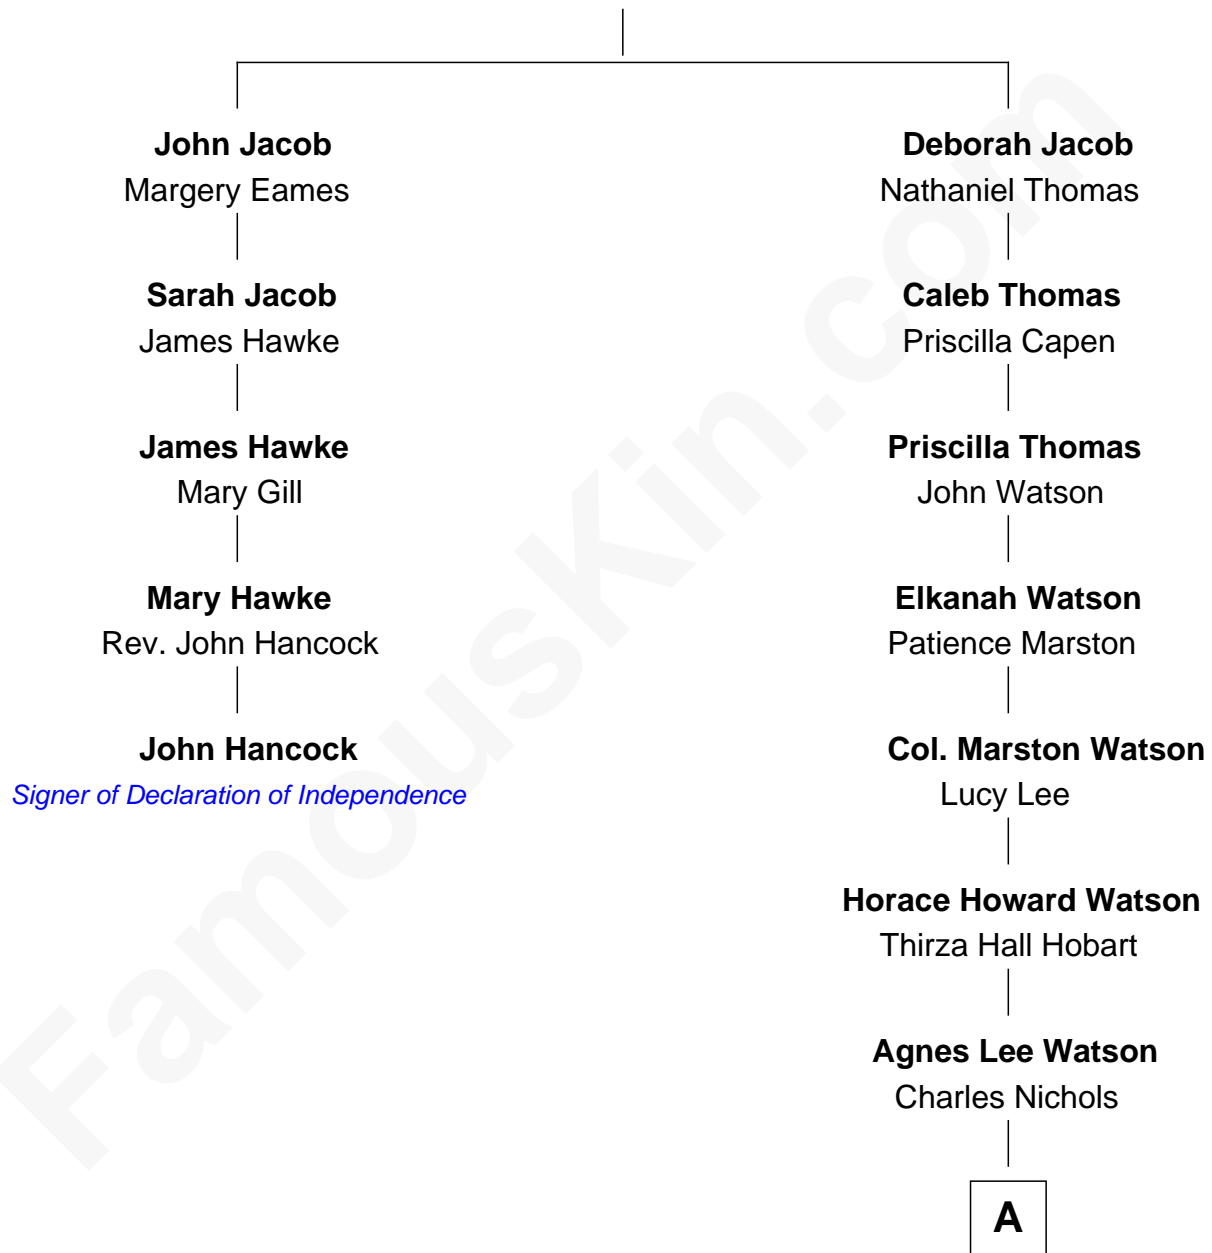 John Jacob
Margery Eames
Sarah Jacob
James Hawke
James Hawke
Mary Gill
Mary Hawke
Rev. John Hancock
John Hancock
Signer of Declaration of Independence
Deborah Jacob
Nathaniel Thomas
Caleb Thomas
Priscilla Capen
Priscilla Thomas
John Watson
Elkanah Watson
Patience Marston
Col. Marston Watson
Lucy Lee
Horace Howard Watson
Thirza Hall Hobart
Agnes Lee Watson
Charles Nichols
A
FamousKin.com